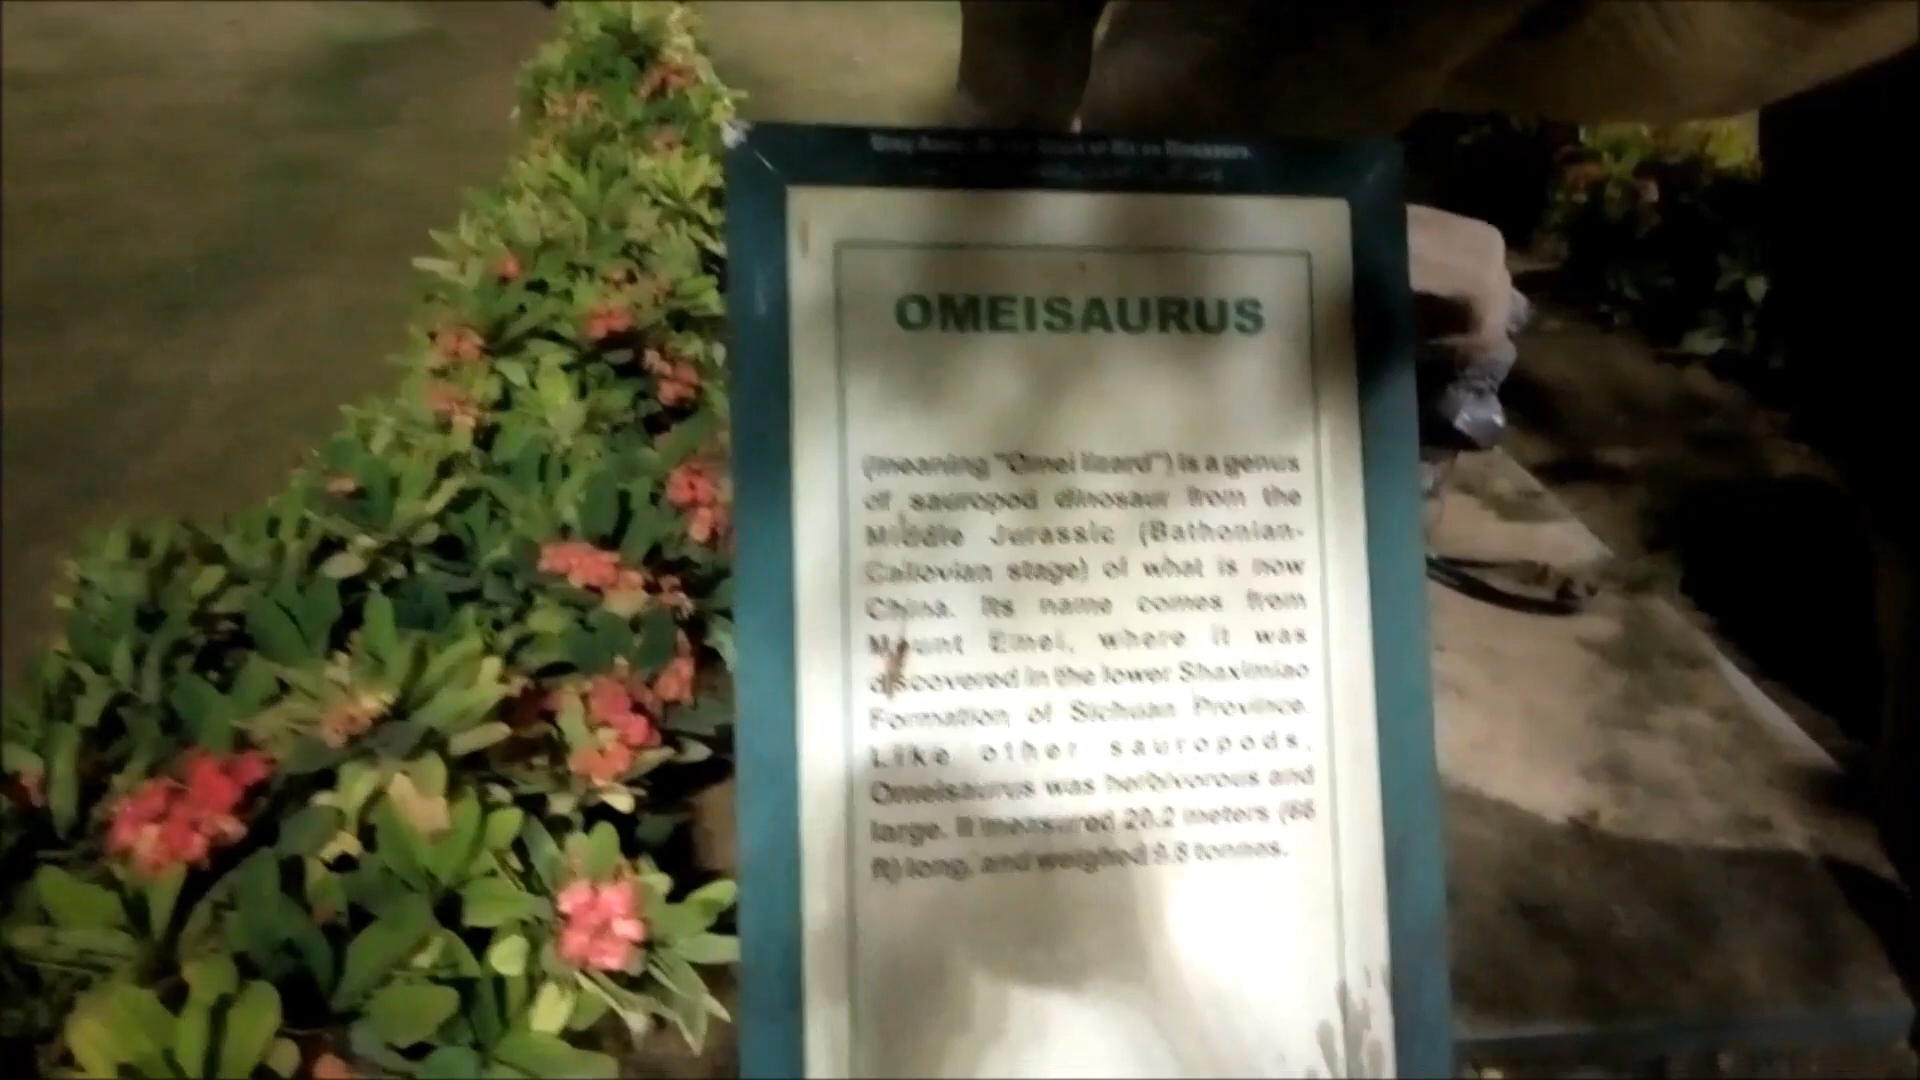 OMEISAURUS
(meaning "Omei lizard") is a genus
of sauropod dinosaur from the
Middle Jurassic (Bathonian-
Callovian stage) of what is now
China. Its name comes from
Mount Emei, where it was
discovered in the lower Shaximiao
Formation of Sichuan Province.
Like other sauropods,
Omeisaurus was herbivorous and
large. It measured 20.2 meters (66
ft) long, and weighed 9.8 tonnes.